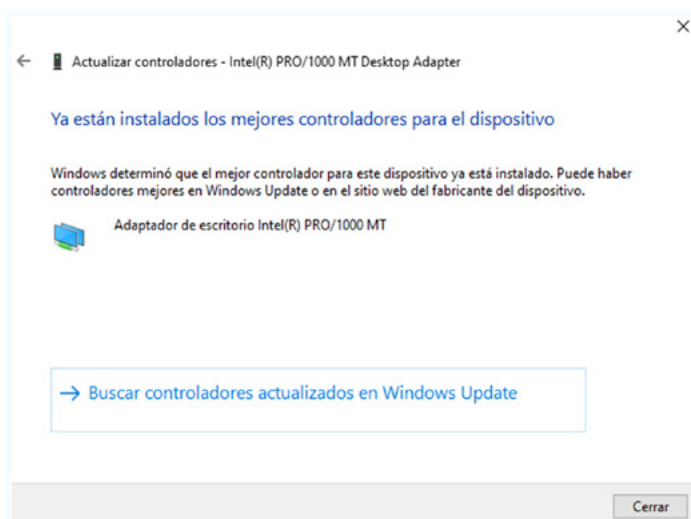 Actualizar controladores - Intel(R) PRO/1000 MT Desktop Adapter
Ya están instalados los mejores controladores para el dispositivo
Windows determinó que el mejor controlador para este dispositivo ya está instalado. Puede haber
controladores mejores en Windows Update o en el sitio web del fabricante del dispositivo.
Adaptador de escritorio Intel(R) PRO/1000 MT
Buscar controladores actualizados en Windows Update
Cerrar